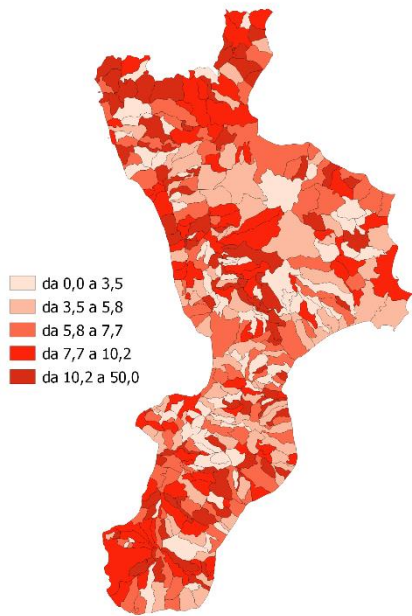 da 0,0 a 3,5
da 3,5 a 5,8
da 5,8 a 7,7
da 7,7 a 10,2
da 10,2 a 50,0